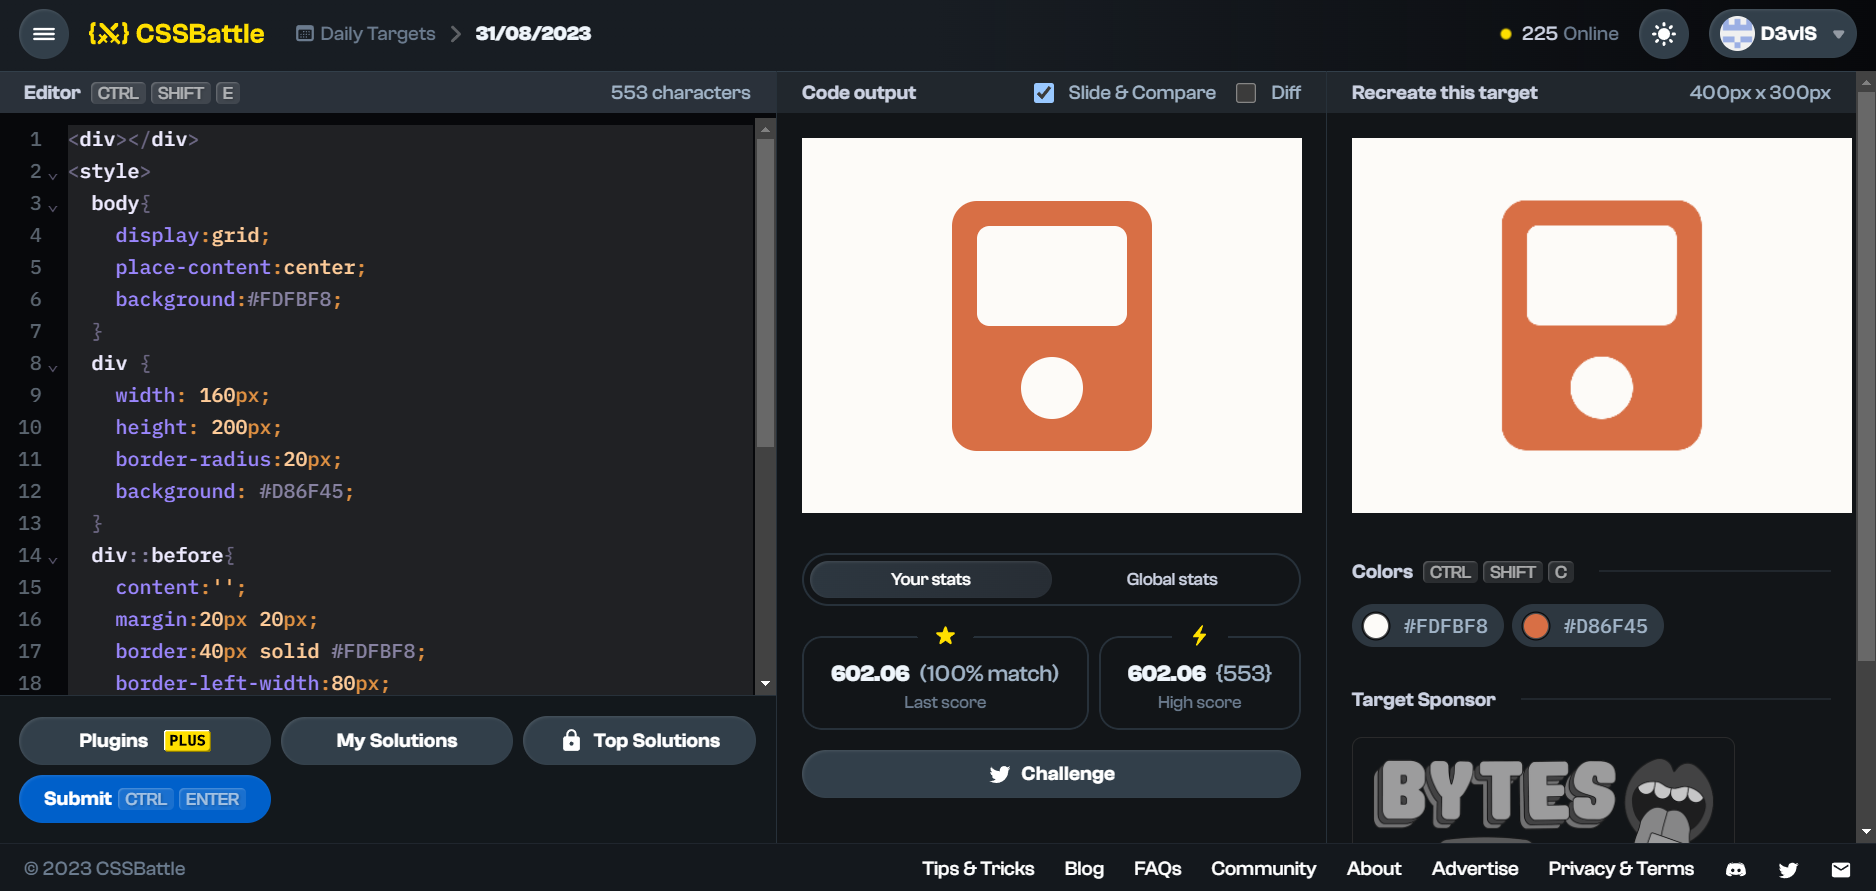 {X} CSSBattle
Daily Targets
31/08/2023
225 Online
D3vIS
Editor CTRL SHIFT E
553 characters
1 <div></div>
2 <style>
3 body{
4 display:grid;
5 place-content:center;
6 background:#FDFBF8;
7 }
8 div {
9 width: 160px;
10 height: 200px;
11 border-radius:20px;
12 background: #D86F45;
13 }
14 div::before{
15 content:'';
16 margin:20px 20px;
17 border:40px solid #FDFBF8;
18 border-left-width:80px;
Plugins PLUS
My Solutions
Top Solutions
Submit CTRL ENTER
Code output
Slide & Compare
Diff
Your stats
Global stats
602.06 (100% match)
Last score
602.06 {553}
High score
Challenge
Recreate this target
400px x 300px
Colors CTRL SHIFT C
#FDFBF8
#D86F45
Target Sponsor
BYTES
© 2023 CSSBattle
Tips & Tricks
Blog
FAQs
Community
About
Advertise
Privacy & Terms